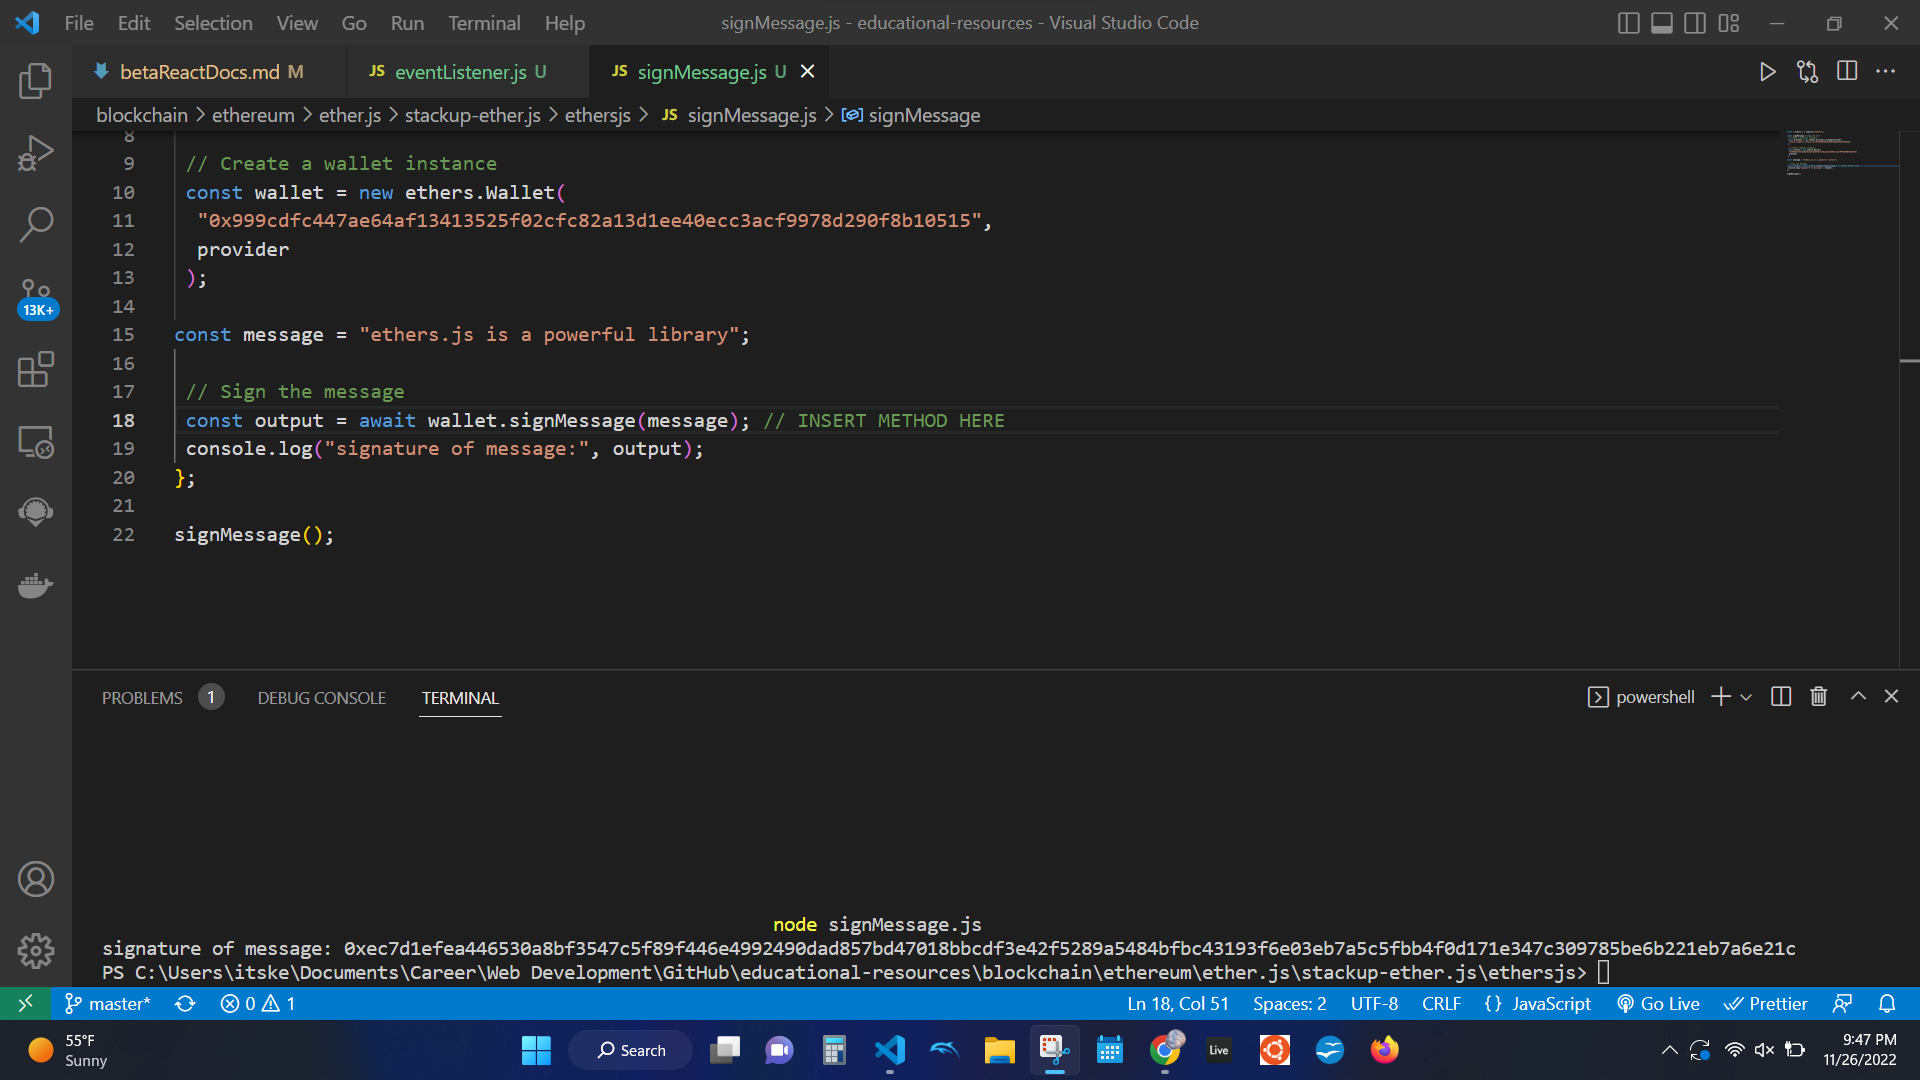 File Edit Selection View Go Run Terminal Help
signMessage.js - educational-resources - Visual Studio Code
betaReactDocs.md M
JS eventListener.js U
JS signMessage.js U
blockchain > ethereum > ether.js > stackup-ether.js > ethersjs > JS signMessage.js > signMessage
8
9 // Create a wallet instance
10 const wallet = new ethers.Wallet(
11 "0x999cdfc447ae64af13413525f02cfc82a13d1ee40ecc3acf9978d290f8b10515",
12 provider
13 );
14
15 const message = "ethers.js is a powerful library";
16
17 // Sign the message
18 const output = await wallet.signMessage(message); // INSERT METHOD HERE
19 console.log("signature of message:", output);
20 };
21
22 signMessage();
13K+
PROBLEMS 1 DEBUG CONSOLE TERMINAL
powershell
node signMessage.js
signature of message: 0xec7d1efea446530a8bf3547c5f89f446e4992490dad857bd47018bbcdf3e42f5289a5484bfbc43193f6e03eb7a5c5fbb4f0d171e347c309785be6b221eb7a6e21c
PS C:\Users\itske\Documents\Career\Web Development\GitHub\educational-resources\blockchain\ethereum\ether.js\stackup-ether.js\ethersjs>
master* 0 1
Ln 18, Col 51 Spaces: 2 UTF-8 CRLF {} JavaScript Go Live Prettier
55°F
Sunny
Search
Live
9:47 PM
11/26/2022